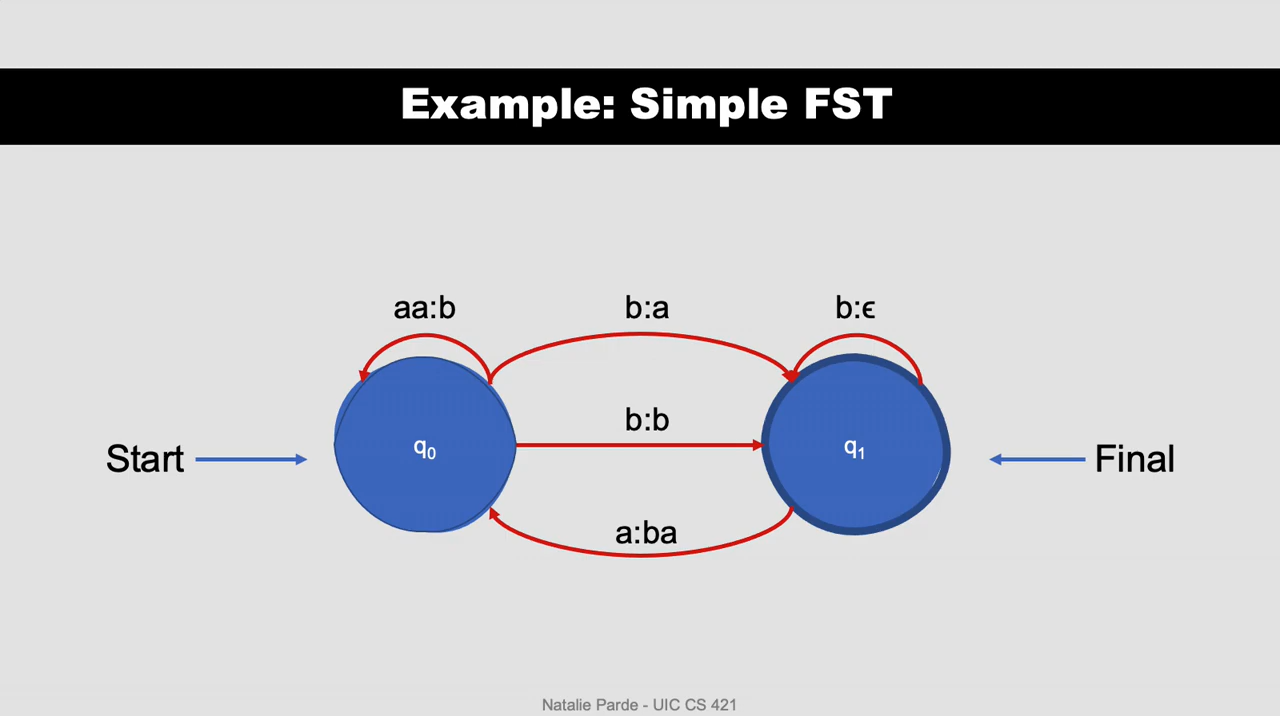 Example: Simple FST
aa:b
b:a
b:ϵ
b:b
Start
q₀
q₁
Final
a:ba
Natalie Parde - UIC CS 421